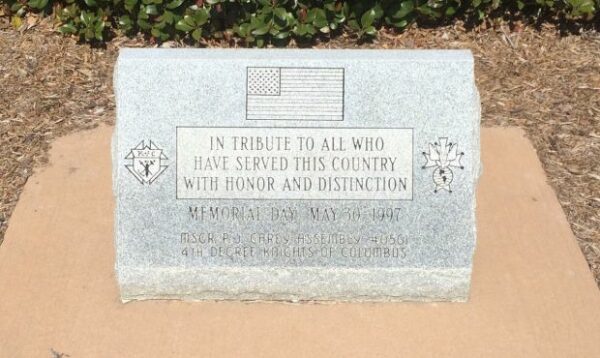 K of C
IN TRIBUTE TO ALL WHO
HAVE SERVED THIS COUNTRY
WITH HONOR AND DISTINCTION
MEMORIAL DAY, MAY 30, 1997
MSGR. P.J. CAREY ASSEMBLY #0561
4TH DEGREE KNIGHTS OF COLUMBUS